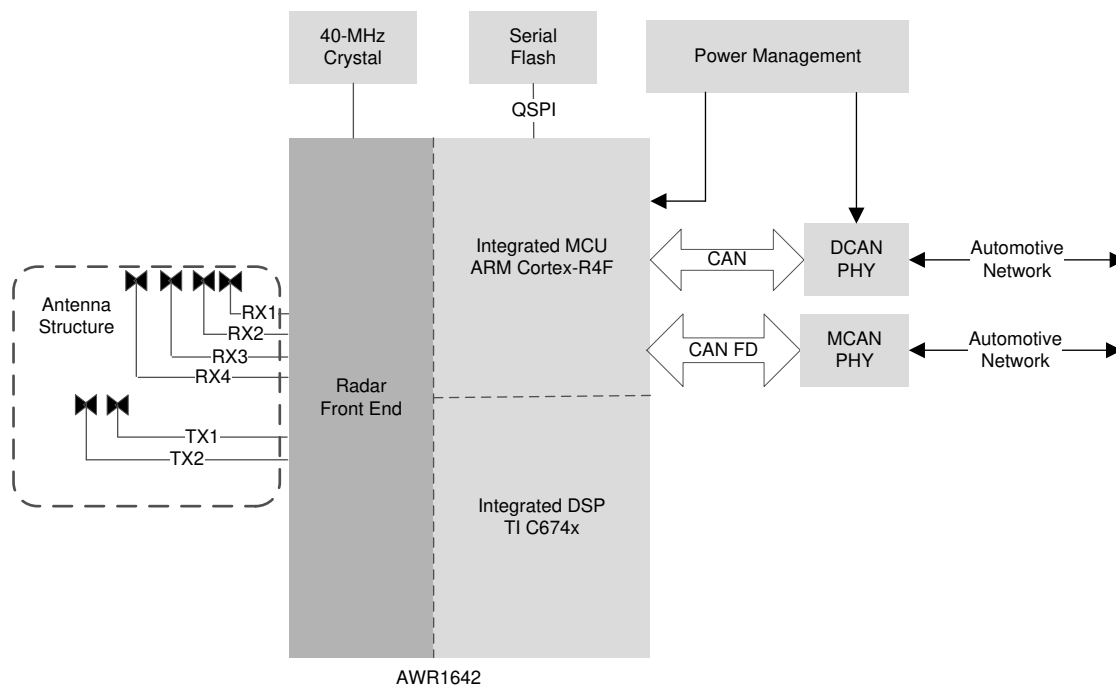 40-MHz
Crystal
Serial
Flash
Power Management
QSPI
Integrated MCU
ARM Cortex-R4F
CAN
DCAN
PHY
Automotive
Network
Antenna
Structure
RX1
RX2
RX3
RX4
CAN FD
MCAN
PHY
Automotive
Network
Radar
Front End
TX1
TX2
Integrated DSP
TI C674x
AWR1642